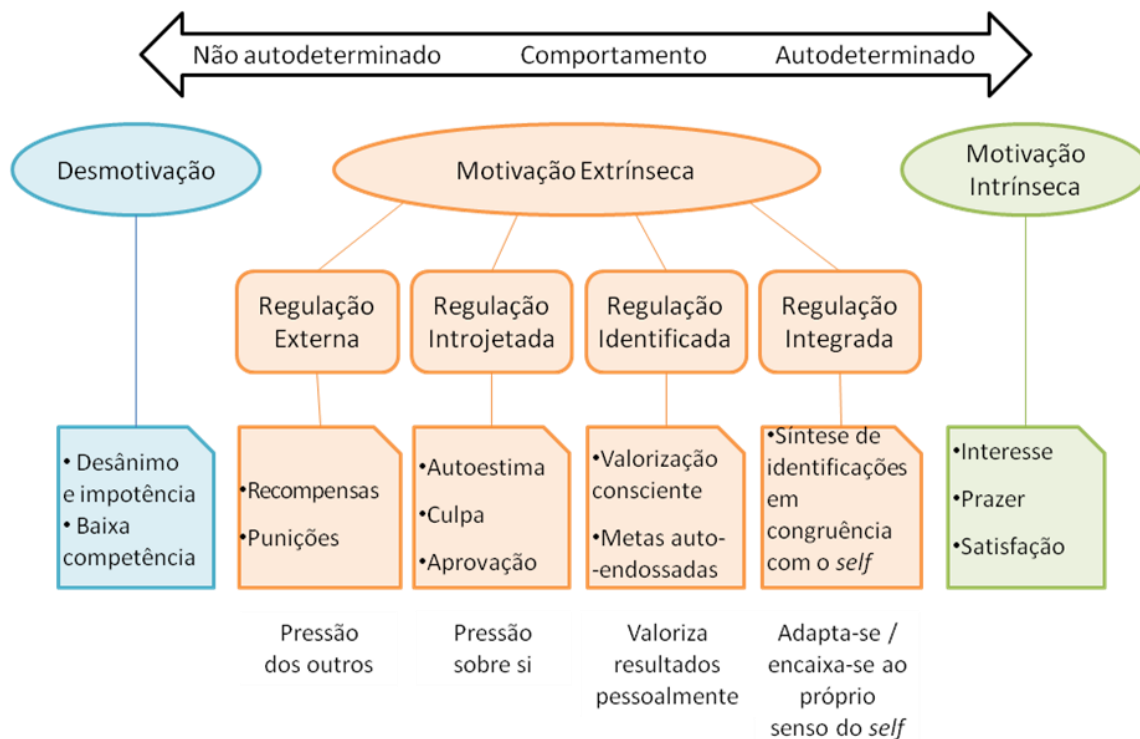 Não autodeterminado Comportamento Autodeterminado
Desmotivação
Motivação Extrínseca
Motivação
Intrínseca
Regulação
Externa
Regulação
Introjetada
Regulação
Identificada
Regulação
Integrada
• Desânimo
e impotência
• Baixa
competência
•Recompensas
•Punições
•Autoestima
•Culpa
•Aprovação
•Valorização
consciente
•Metas auto-
-endossadas
•Síntese de
identificações
em
congruência
com o self
•Interesse
•Prazer
•Satisfação
Pressão
dos outros
Pressão
sobre si
Valoriza
resultados
pessoalmente
Adapta-se /
encaixa-se ao
próprio
senso do self